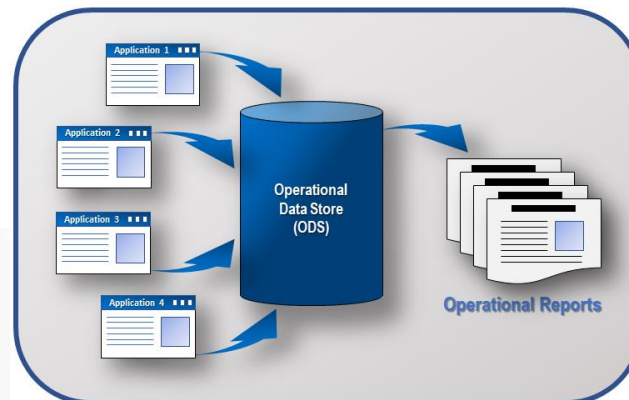 Application 1
Application 2
Application 3
Application 4
Operational
Data Store
(ODS)
Operational Reports